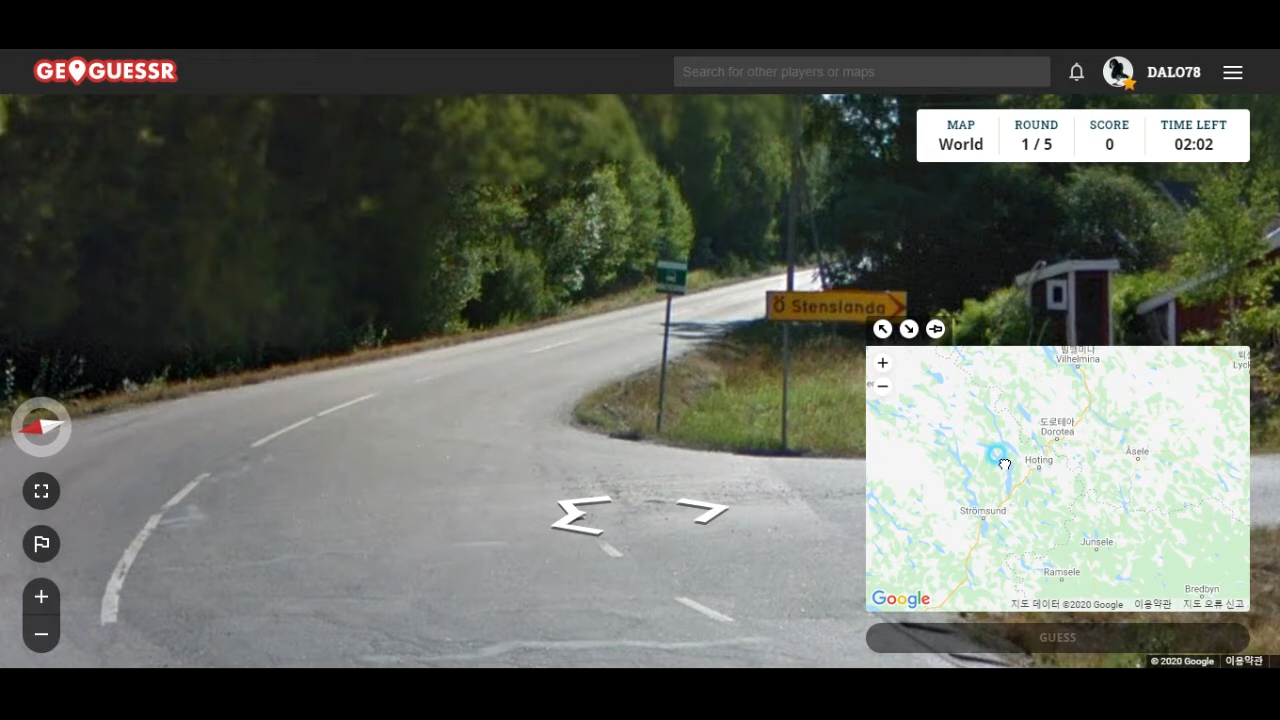 GEOGUESSR
Search for other players or maps
DALO78
MAP
World
ROUND
1 / 5
SCORE
0
TIME LEFT
02:02
Ö Stenslanda
빌헬미나
Vilhelmina
Lyck
도로테아
Dorotea
Hoting
Åsele
Strömsund
Junsele
Ramsele
Bredbyn
Google
지도 데이터 ©2020 Google 이용약관 지도 오류 신고
GUESS
© 2020 Google 이용약관